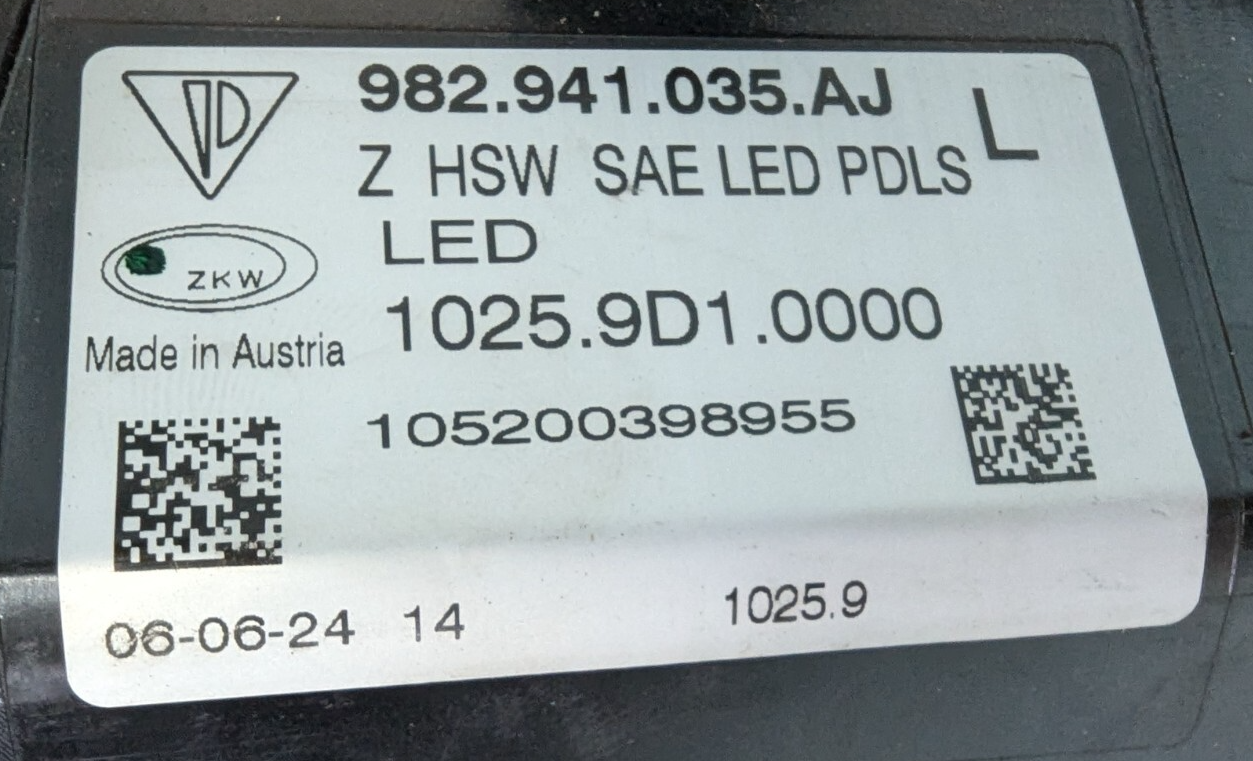 982.941.035.AJ L
Z HSW SAE LED PDLS
LED
ZKW
1025.9D1.0000
Made in Austria
105200398955
06-06-24 14 1025.9